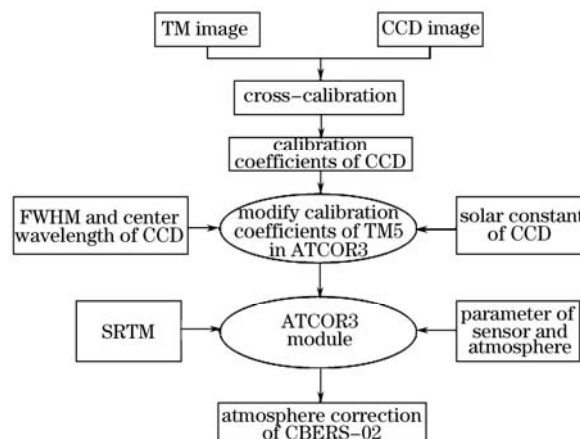 TM image
CCD image
cross-calibration
calibration
coefficients of CCD
FWHM and center
wavelength of CCD
modify calibration
coefficients of TM5
in ATCOR3
solar constant
of CCD
SRTM
ATCOR3
module
parameter of
sensor and
atmosphere
atmosphere correction
of CBERS-02